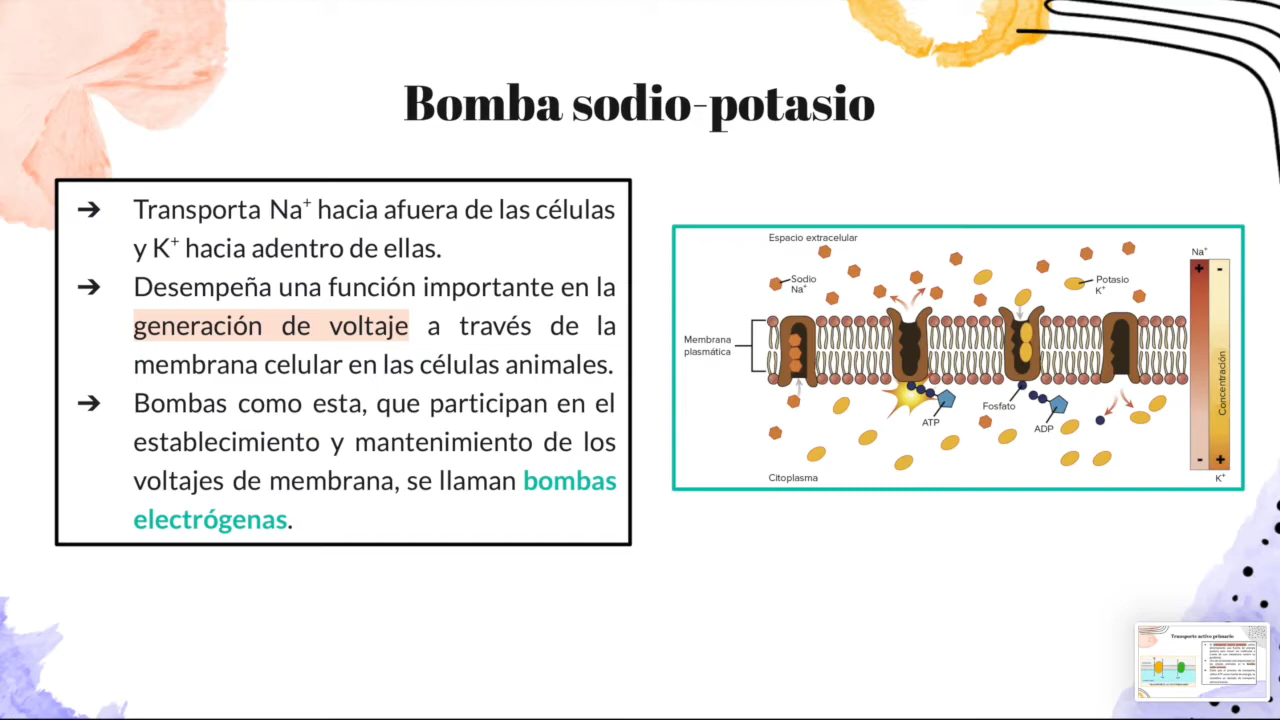 Bomba sodio-potasio
➔ Transporta Na⁺ hacia afuera de las células
y K⁺ hacia adentro de ellas.
➔ Desempeña una función importante en la
generación de voltaje a través de la
membrana celular en las células animales.
➔ Bombas como esta, que participan en el
establecimiento y mantenimiento de los
voltajes de membrana, se llaman bombas
electrógenas.
Espacio extracelular
Sodio
Na⁺
Potasio
K⁺
Membrana
plasmática
ATP
Fosfato
ADP
Citoplasma
Na⁺
+ -
Concentración
- +
K⁺
Transporte activo primario